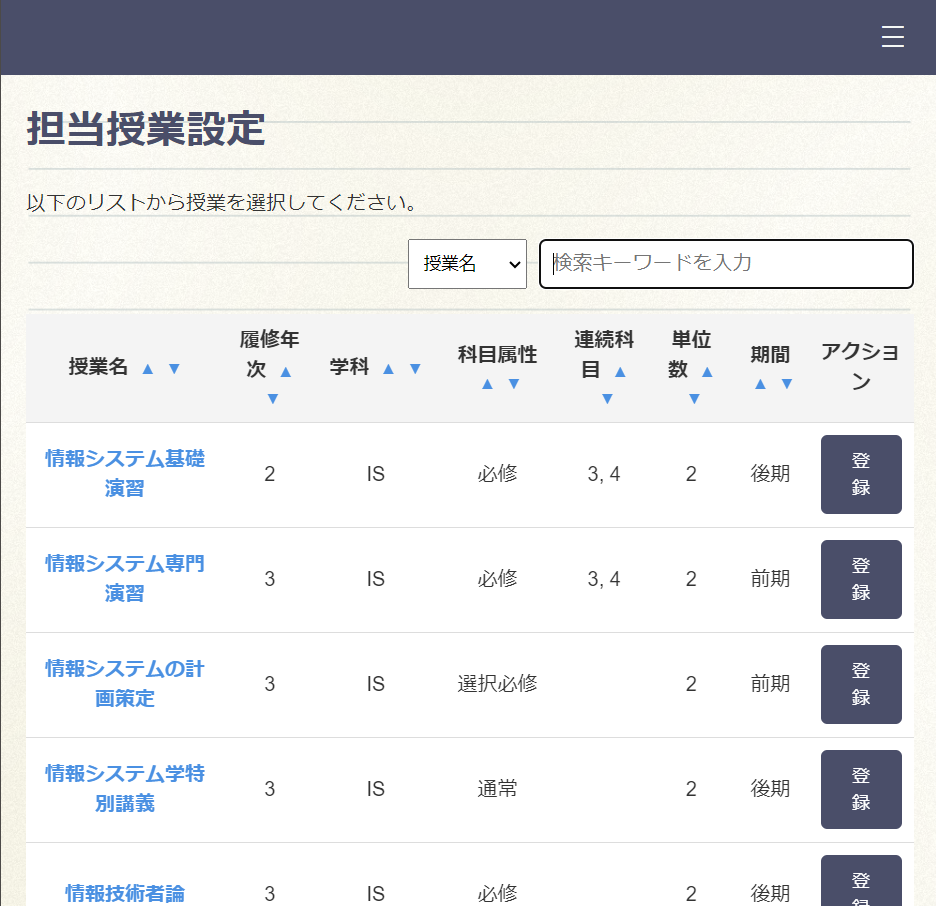 担当授業設定
以下のリストから授業を選択してください。
授業名 検索キーワードを入力
授業名 ▲ ▼ 履修年次 ▲ ▼ 学科 ▲ ▼ 科目属性 ▲ ▼ 連続科目 ▲ ▼ 単位数 ▲ ▼ 期間 ▲ ▼ アクション
情報システム基礎演習 2 IS 必修 3, 4 2 後期 登録
情報システム専門演習 3 IS 必修 3, 4 2 前期 登録
情報システムの計画策定 3 IS 選択必修 2 前期 登録
情報システム学特別講義 3 IS 通常 2 後期 登録
情報技術者論 3 IS 必修 2 後期 登録